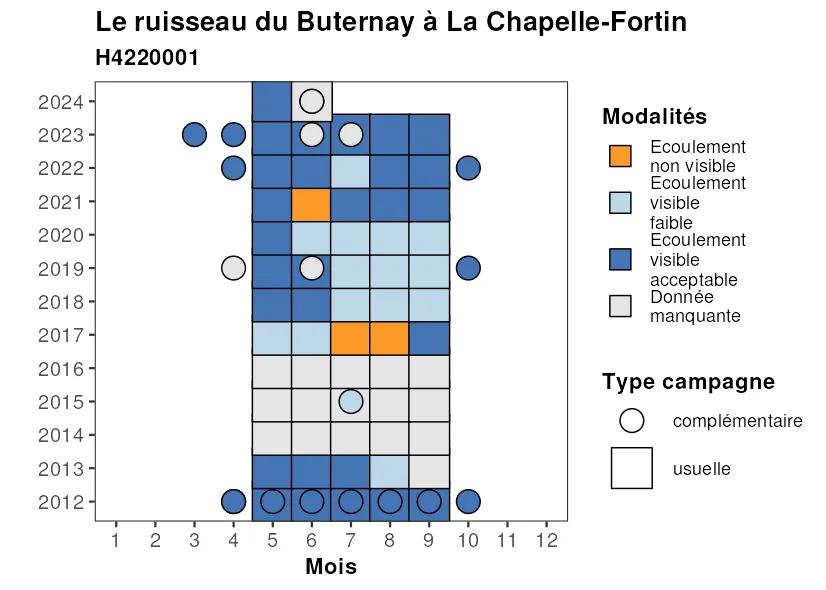 Le ruisseau du Buternay à La Chapelle-Fortin
H4220001
2024
2023
2022
2021
2020
2019
2018
2017
2016
2015
2014
2013
2012
1 2 3 4 5 6 7 8 9 10 11 12
Mois
Modalités
Ecoulement
non visible
Ecoulement
visible
faible
Ecoulement
visible
acceptable
Donnée
manquante
Type campagne
complémentaire
usuelle